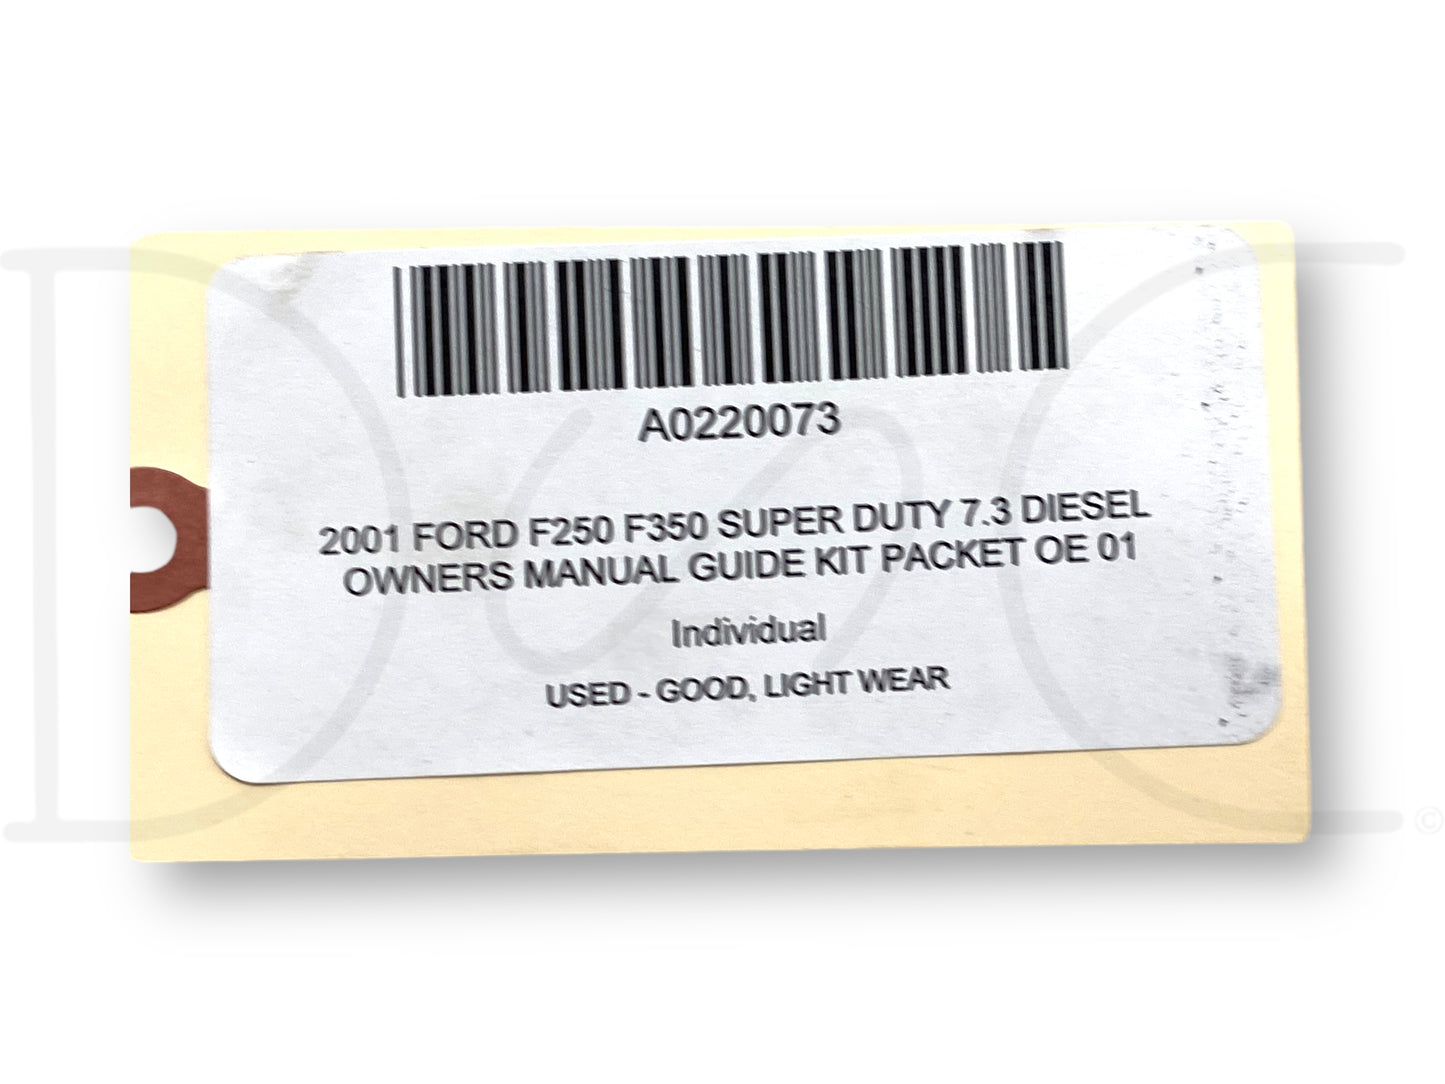 A0220073
2001 FORD F250 F350 SUPER DUTY 7.3 DIESEL
OWNERS MANUAL GUIDE KIT PACKET OE 01
Individual
USED - GOOD, LIGHT WEAR
©